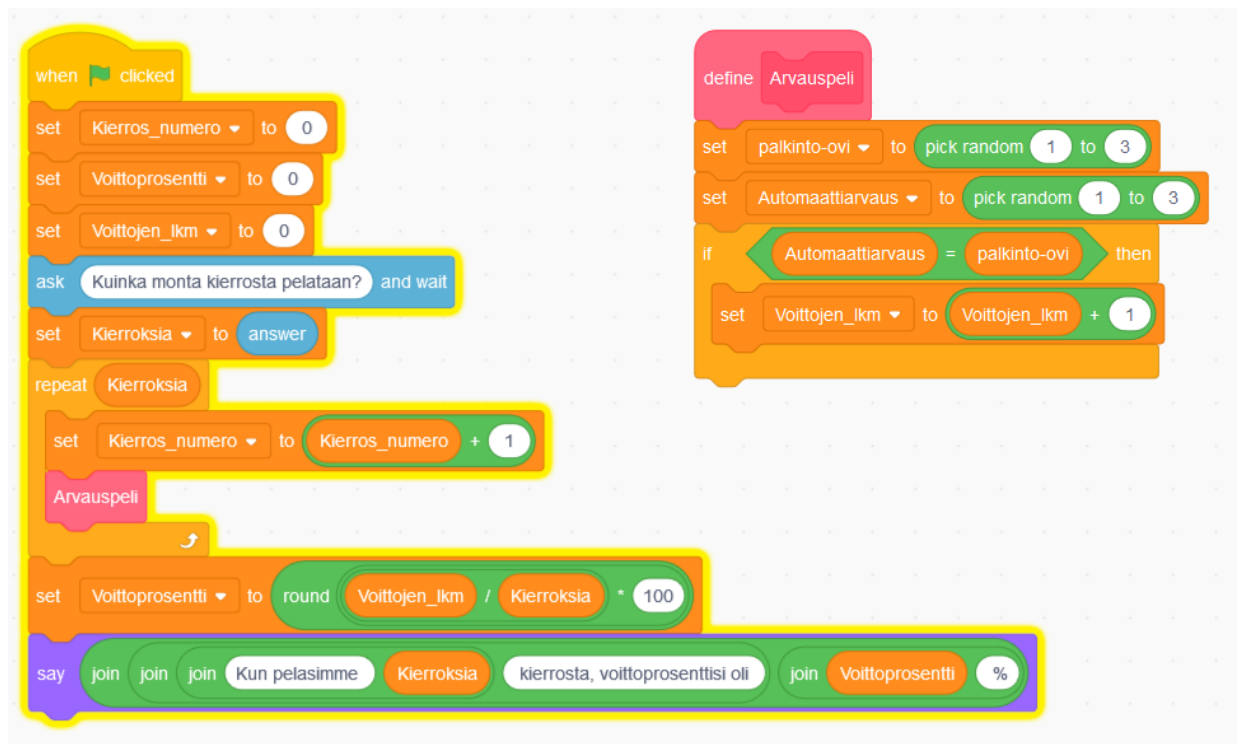 when clicked
set Kierros_numero to 0
set Voittoprosentti to 0
set Voittojen_lkm to 0
ask Kuinka monta kierrosta pelataan? and wait
set Kierroksia to answer
repeat Kierroksia
set Kierros_numero to Kierros_numero + 1
Arvauspeli
set Voittoprosentti to round Voittojen_lkm / Kierroksia * 100
say join join join Kun pelasimme Kierroksia kierrosta, voittoprosenttisi oli join Voittoprosentti %
define Arvauspeli
set palkinto-ovi to pick random 1 to 3
set Automaattiarvaus to pick random 1 to 3
if Automaattiarvaus = palkinto-ovi then
set Voittojen_lkm to Voittojen_lkm + 1